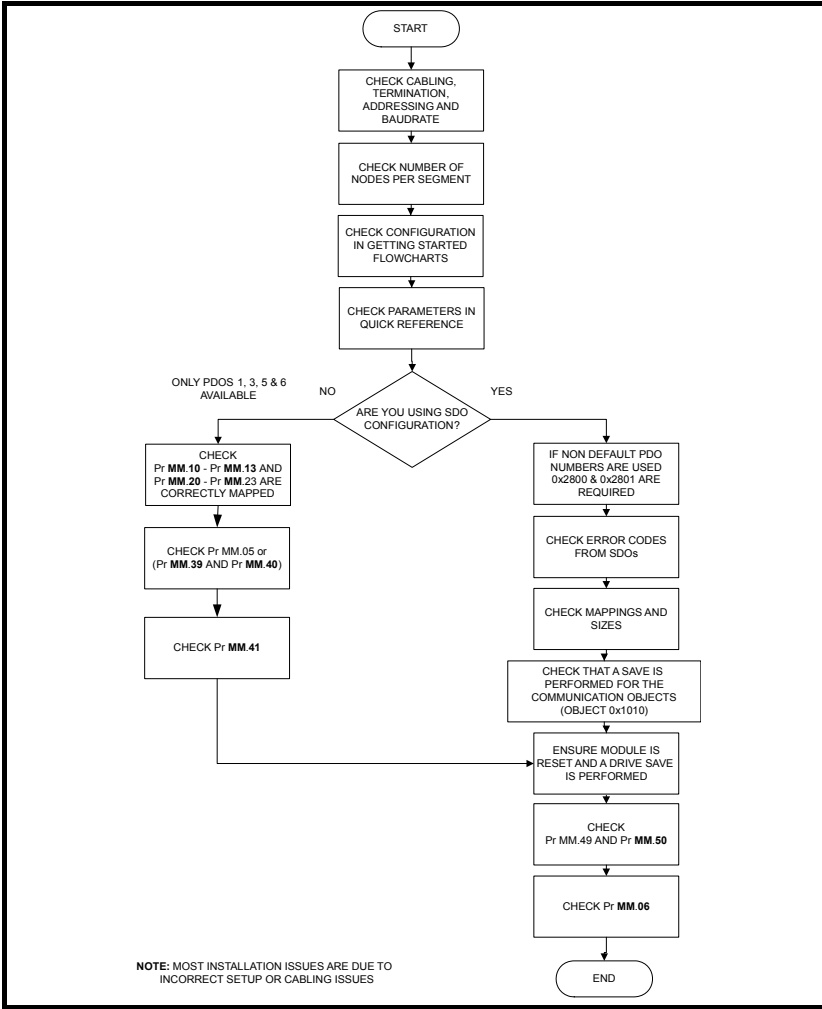 START
CHECK CABLING,
TERMINATION,
ADDRESSING AND
BAUDRATE
CHECK NUMBER OF
NODES PER SEGMENT
CHECK CONFIGURATION
IN GETTING STARTED
FLOWCHARTS
CHECK PARAMETERS IN
QUICK REFERENCE
ARE YOU USING SDO
CONFIGURATION?
NO
ONLY PDOS 1, 3, 5 & 6
AVAILABLE
CHECK
Pr MM.10 - Pr MM.13 AND
Pr MM.20 - Pr MM.23 ARE
CORRECTLY MAPPED
CHECK Pr MM.05 or
(Pr MM.39 AND Pr MM.40)
CHECK Pr MM.41
YES
IF NON DEFAULT PDO
NUMBERS ARE USED
0x2800 & 0x2801 ARE
REQUIRED
CHECK ERROR CODES
FROM SDOs
CHECK MAPPINGS AND
SIZES
CHECK THAT A SAVE IS
PERFORMED FOR THE
COMMUNICATION OBJECTS
(OBJECT 0x1010)
ENSURE MODULE IS
RESET AND A DRIVE SAVE
IS PERFORMED
CHECK
Pr MM.49 AND Pr MM.50
CHECK Pr MM.06
END
NOTE: MOST INSTALLATION ISSUES ARE DUE TO
INCORRECT SETUP OR CABLING ISSUES